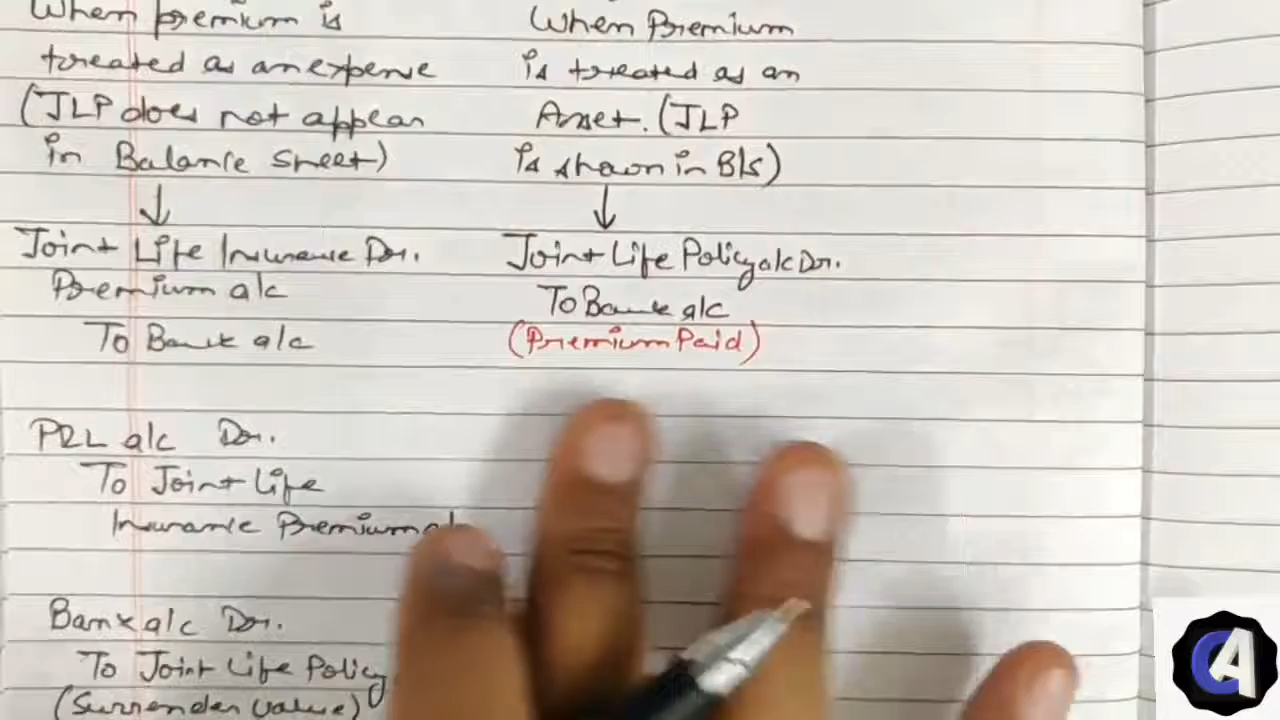 When premium is
treated as an expense
(JLP does not appear
in Balance Sheet)
↓
Joint Life Insurance Dr.
Premium a/c
To Bank a/c
P&L a/c Dr.
To Joint Life
Insurance Premium a/c
Bank a/c Dr.
To Joint Life Policy
(Surrender value)
When Premium
is treated as an
Asset. (JLP
is shown in B/s)
↓
Joint Life Policy a/c Dr.
To Bank a/c
(Premium Paid)
CA